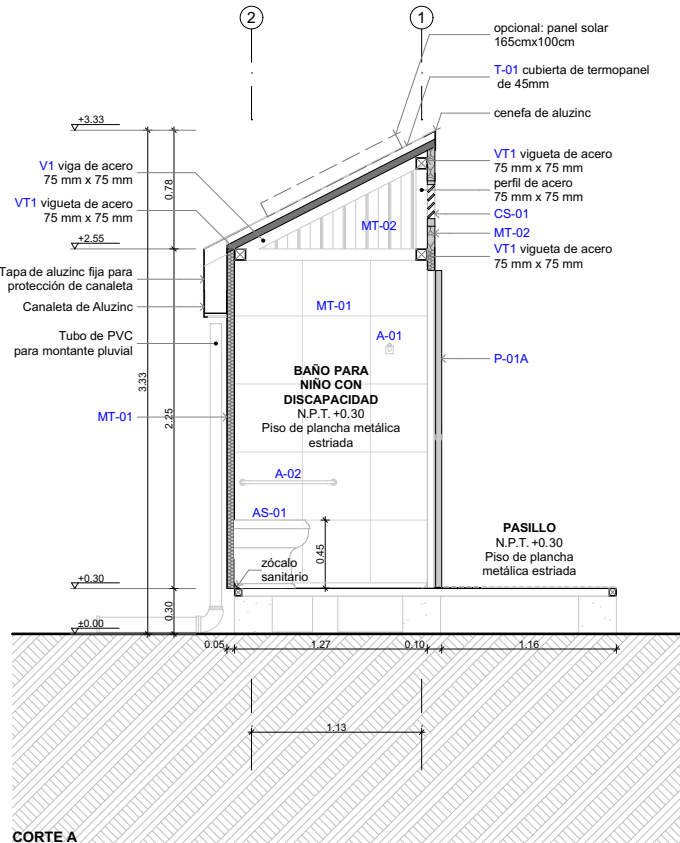 2
1
opcional: panel solar
165cmx100cm
T-01 cubierta de termopanel
de 45mm
cenefa de aluzinc
+3.33
V1 viga de acero
75 mm x 75 mm
VT1 vigueta de acero
75 mm x 75 mm
0.78
VT1 vigueta de acero
75 mm x 75 mm
perfil de acero
75 mm x 75 mm
CS-01
MT-02
MT-02
VT1 vigueta de acero
75 mm x 75 mm
+2.55
Tapa de aluzinc fija para
protección de canaleta
Canaleta de Aluzinc
Tubo de PVC
para montante pluvial
MT-01
A-01
P-01A
3.33
2.25
MT-01
BAÑO PARA
NIÑO CON
DISCAPACIDAD
N.P.T. +0.30
Piso de plancha metálica
estriada
A-02
AS-01
0.45
zócalo
sanitario
PASILLO
N.P.T. +0.30
Piso de plancha
metálica estriada
+0.30
0.30
±0.00
0.05
1.27
0.10
1.16
1.13
CORTE A